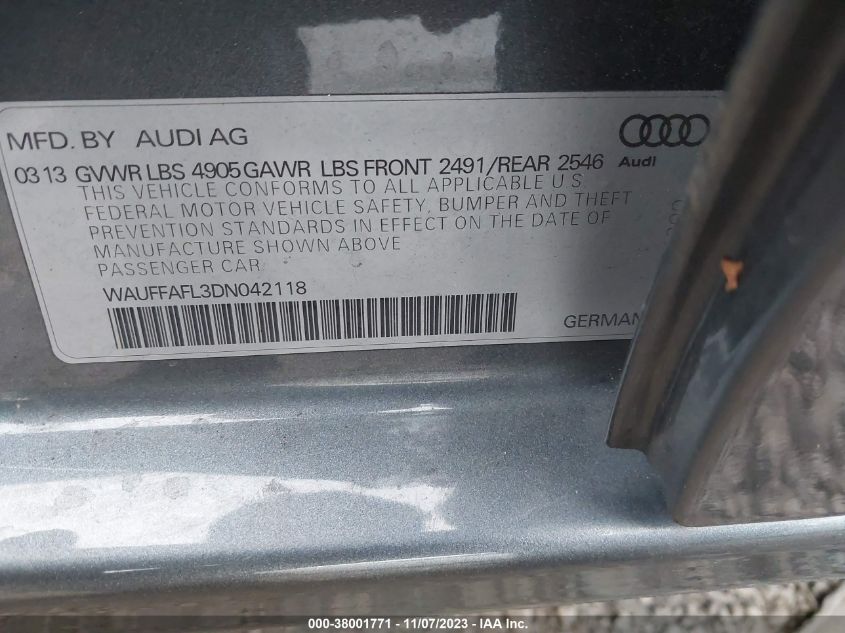 MFD. BY AUDI AG
0313 GVWR LBS 4905 GAWR LBS FRONT 2491/REAR 2546
Audi
THIS VEHICLE CONFORMS TO ALL APPLICABLE U S
FEDERAL MOTOR VEHICLE SAFETY, BUMPER AND THEFT
PREVENTION STANDARDS IN EFFECT ON THE DATE OF
MANUFACTURE SHOWN ABOVE
PASSENGER CAR
WAUFFAFL3DN042118
GERMAN
000-38001771 - 11/07/2023 - IAA Inc.